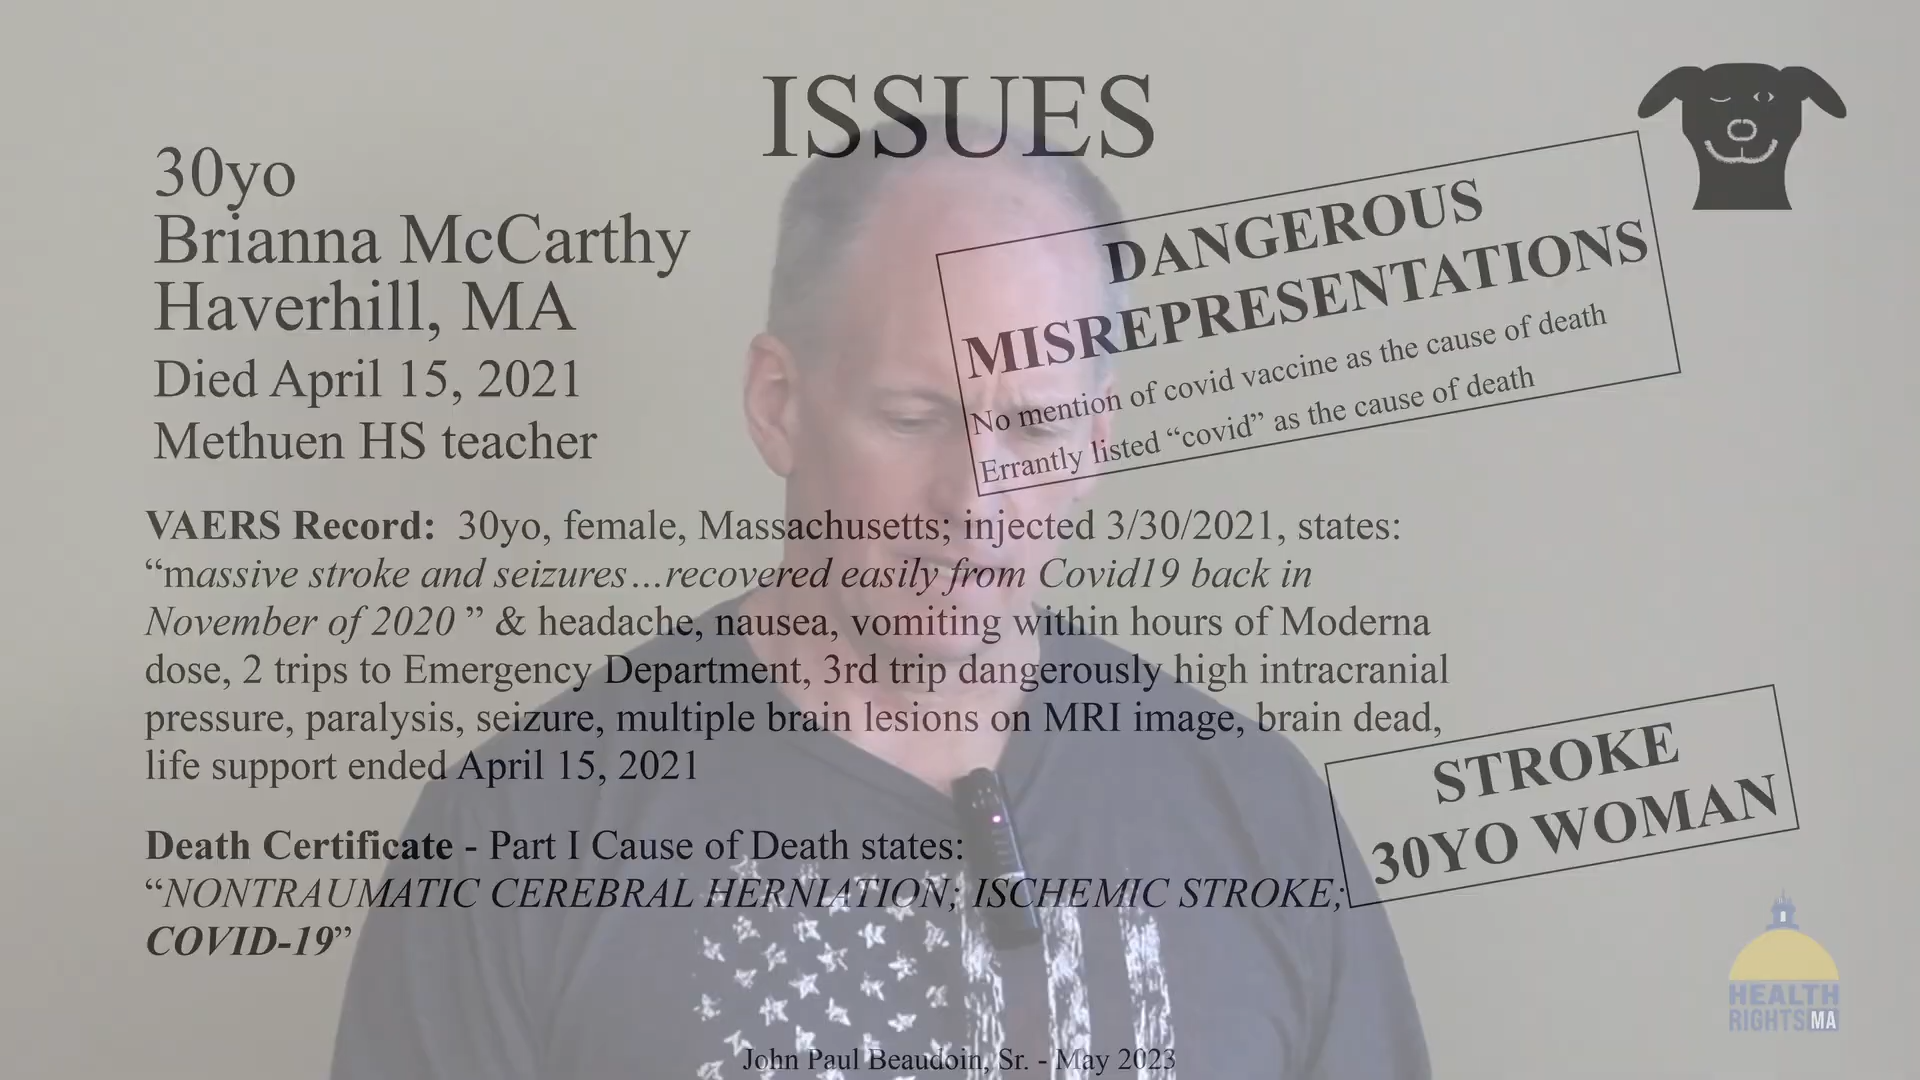 ISSUES
30yo
Brianna McCarthy
Haverhill, MA
Died April 15, 2021
Methuen HS teacher
DANGEROUS
MISREPRESENTATIONS
No mention of covid vaccine as the cause of death
Errantly listed “covid” as the cause of death
VAERS Record: 30yo, female, Massachusetts; injected 3/30/2021, states:
“massive stroke and seizures…recovered easily from Covid19 back in
November of 2020 ” & headache, nausea, vomiting within hours of Moderna
dose, 2 trips to Emergency Department, 3rd trip dangerously high intracranial
pressure, paralysis, seizure, multiple brain lesions on MRI image, brain dead,
life support ended April 15, 2021
STROKE
30YO WOMAN
Death Certificate - Part I Cause of Death states:
“NONTRAUMATIC CEREBRAL HERNIATION; ISCHEMIC STROKE;
COVID-19”
HEALTH
RIGHTS MA
John Paul Beaudoin, Sr. - May 2023